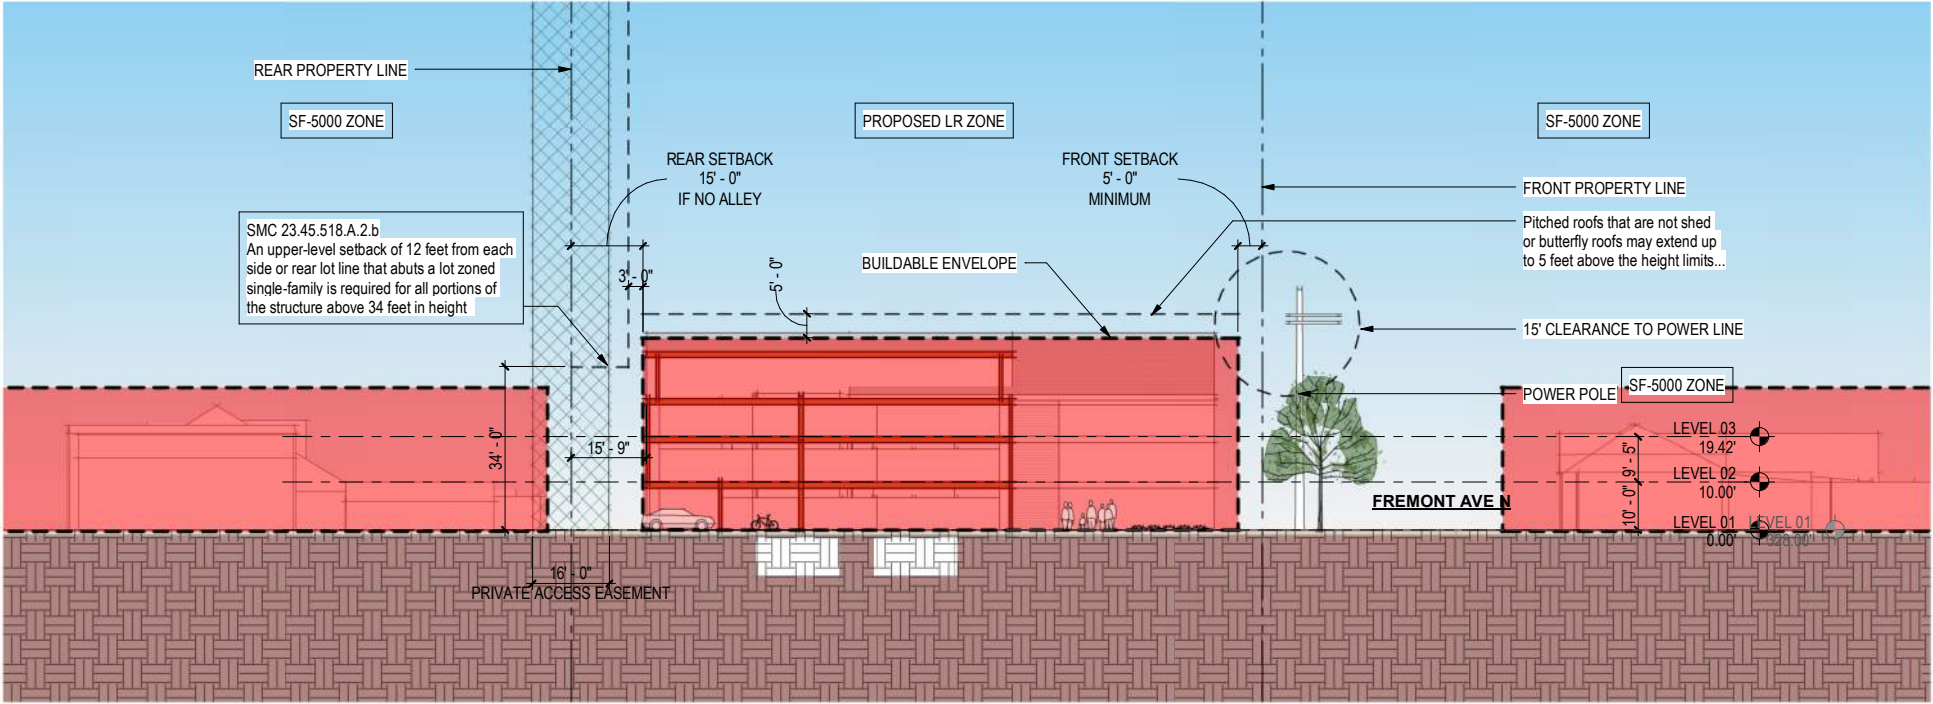 REAR PROPERTY LINE
SF-5000 ZONE
PROPOSED LR ZONE
SF-5000 ZONE
REAR SETBACK
15' - 0"
IF NO ALLEY
FRONT SETBACK
5' - 0"
MINIMUM
FRONT PROPERTY LINE
SMC 23.45.518.A.2.b
An upper-level setback of 12 feet from each
side or rear lot line that abuts a lot zoned
single-family is required for all portions of
the structure above 34 feet in height
Pitched roofs that are not shed
or butterfly roofs may extend up
to 5 feet above the height limits...
3' - 0"
5' - 0"
BUILDABLE ENVELOPE
15' CLEARANCE TO POWER LINE
SF-5000 ZONE
POWER POLE
34' - 0"
15' - 9"
LEVEL 03
19.42'
9' - 5"
LEVEL 02
10.00'
10' - 0"
FREMONT AVE N
LEVEL 01
0.00'
LEVEL 01
328.00'
16' - 0"
PRIVATE ACCESS EASEMENT